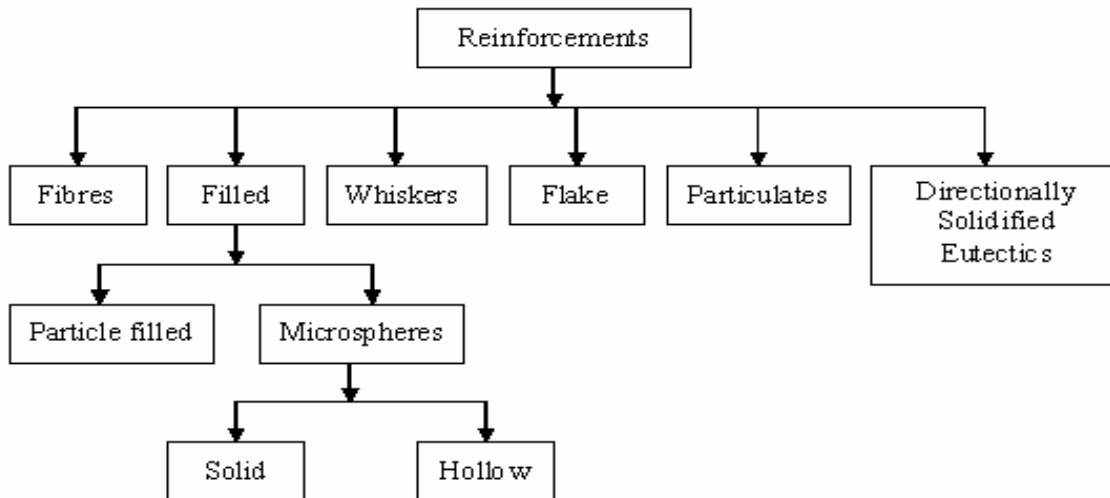 Reinforcements
Fibres
Filled
Whiskers
Flake
Particulates
Directionally
Solidified
Eutectics
Particle filled
Microspheres
Solid
Hollow